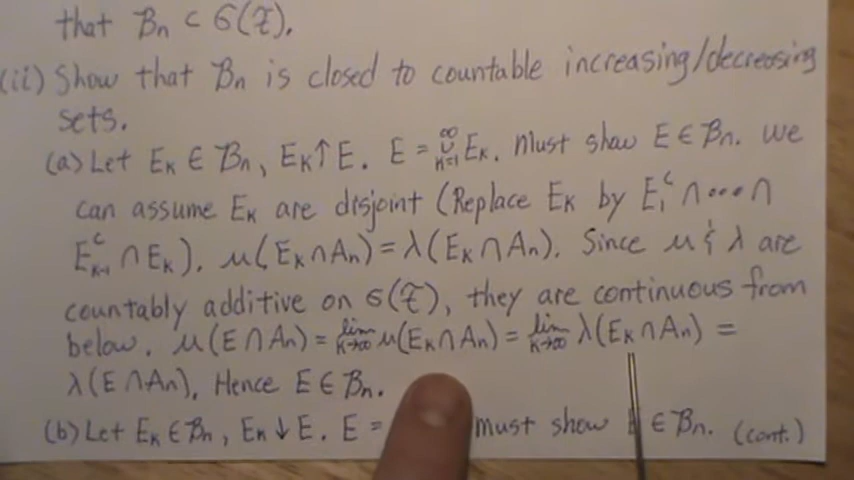 that Bₙ ⊂ σ(Ƒ).
(ii) Show that Bₙ is closed to countable increasing/decreasing
sets.
(a) Let Eₖ ∈ Bₙ, Eₖ↑E. E = ∪_{k=1}^{∞} Eₖ. Must show E ∈ Bₙ. We
can assume Eₖ are disjoint (Replace Eₖ by E₁ᶜ ∩ ••• ∩
Eₖ₋₁ᶜ ∩ Eₖ). μ(Eₖ ∩ Aₙ) = λ(Eₖ ∩ Aₙ). Since μ & λ are
countably additive on σ(Ƒ), they are continuous from
below. μ(E ∩ Aₙ) = lim_{k→∞} μ(Eₖ ∩ Aₙ) = lim_{k→∞} λ(Eₖ ∩ Aₙ) =
λ(E ∩ Aₙ). Hence E ∈ Bₙ.
(b) Let Eₖ ∈ Bₙ, Eₖ ↓ E. E = must show E ∈ Bₙ. (cont.)